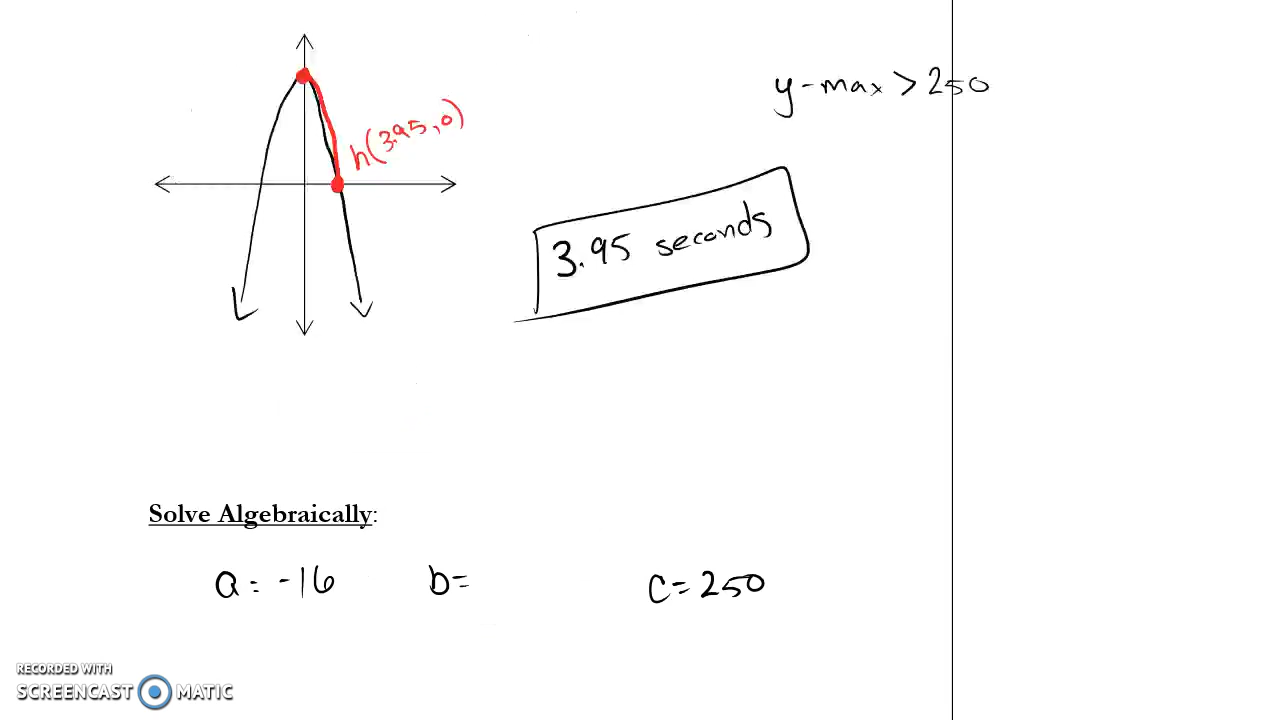 y-max > 250
h(3.95, 0)
3.95 seconds
Solve Algebraically:
a = -16 b= c = 250
RECORDED WITH
SCREENCAST MATIC